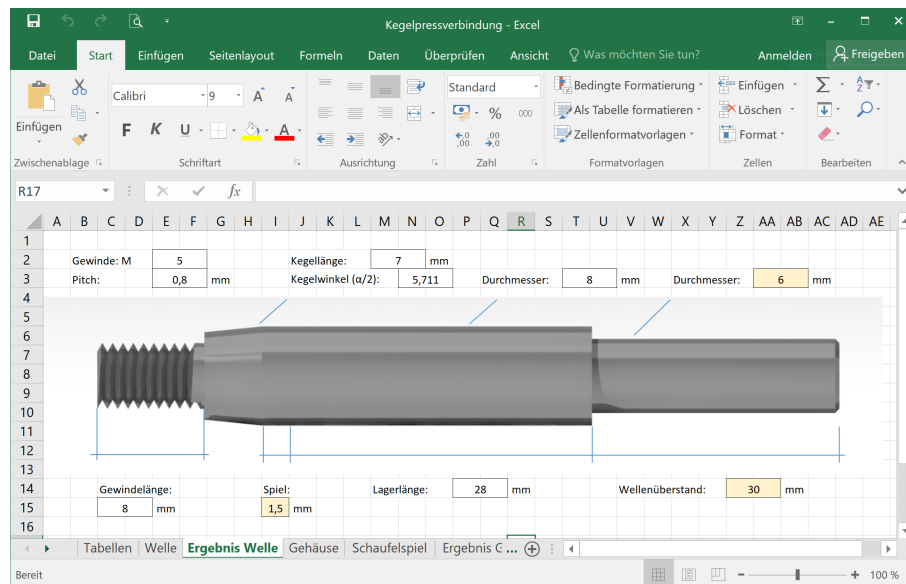 Kegelpressverbindung - Excel
Datei Start Einfügen Seitenlayout Formeln Daten Überprüfen Ansicht Was möchten Sie tun? Anmelden Freigeben
Calibri 9 A A Standard Bedingte Formatierung Einfügen Σ A Z
Einfügen % 000 Als Tabelle formatieren Löschen
F K U A ,0 ,00 ,00 ,0 Zellenformatvorlagen Format
Zwischenablage Schriftart Ausrichtung Zahl Formatvorlagen Zellen Bearbeiten
R17 fx
A B C D E F G H I J K L M N O P Q R S T U V W X Y Z AA AB AC AD AE
1
2 Gewinde: M 5 Kegellänge: 7 mm
3 Pitch: 0,8 mm Kegelwinkel (α/2): 5,711 Durchmesser: 8 mm Durchmesser: 6 mm
4
5
6
7
8
9
10
11
12
13
14 Gewindelänge: Spiel: Lagerlänge: 28 mm Wellenüberstand: 30 mm
15 8 mm 1,5 mm
16
Tabellen Welle Ergebnis Welle Gehäuse Schaufelspiel Ergebnis G ...
Bereit 100 %